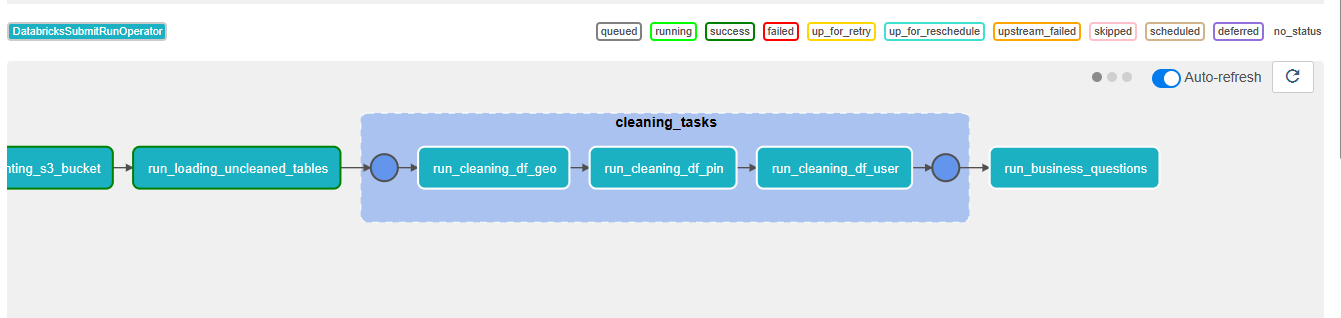 DatabricksSubmitRunOperator
queued running success failed up_for_retry up_for_reschedule upstream_failed skipped scheduled deferred no_status
Auto-refresh
cleaning_tasks
nting_s3_bucket run_loading_uncleaned_tables run_cleaning_df_geo run_cleaning_df_pin run_cleaning_df_user run_business_questions